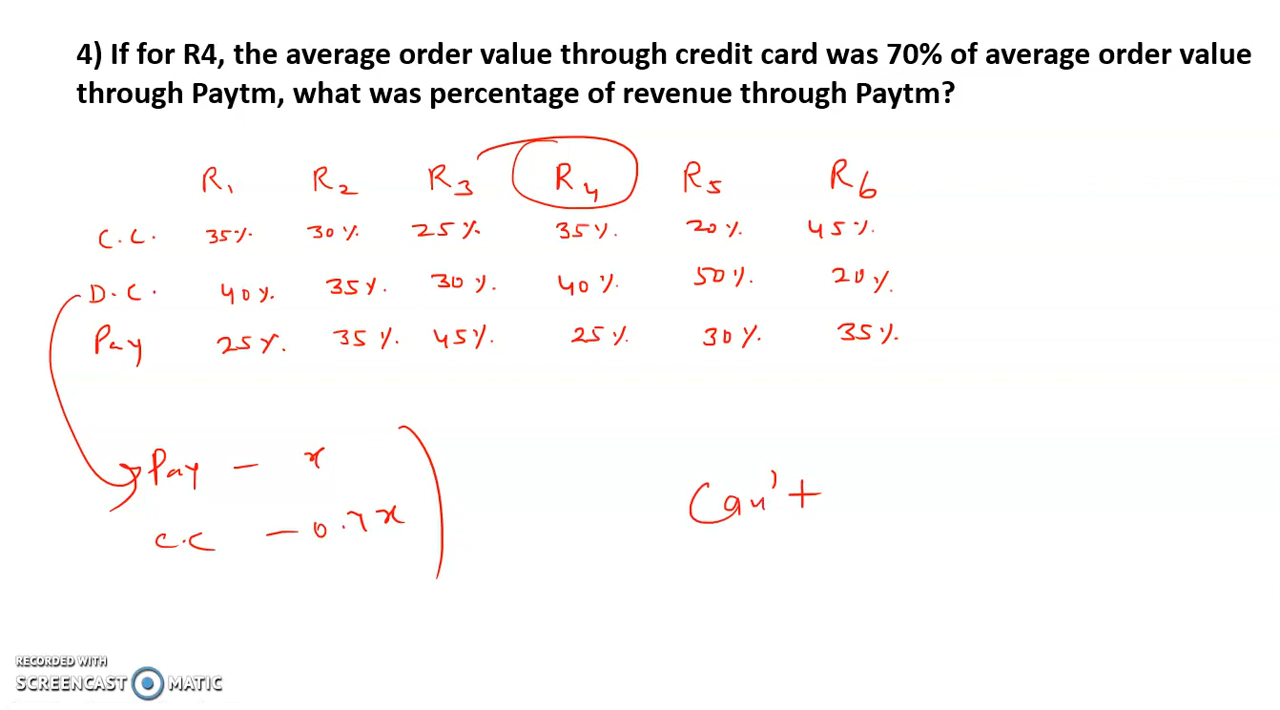 4) If for R4, the average order value through credit card was 70% of average order value
through Paytm, what was percentage of revenue through Paytm?
R1 R2 R3 R4 R5 R6
C.C. 35% 30% 25% 35% 20% 45%
D.C. 40% 35% 30% 40% 50% 20%
Pay 25% 35% 45% 25% 30% 35%
Pay – x
C.C – 0.7x
Can't
RECORDED WITH
SCREENCAST MATIC